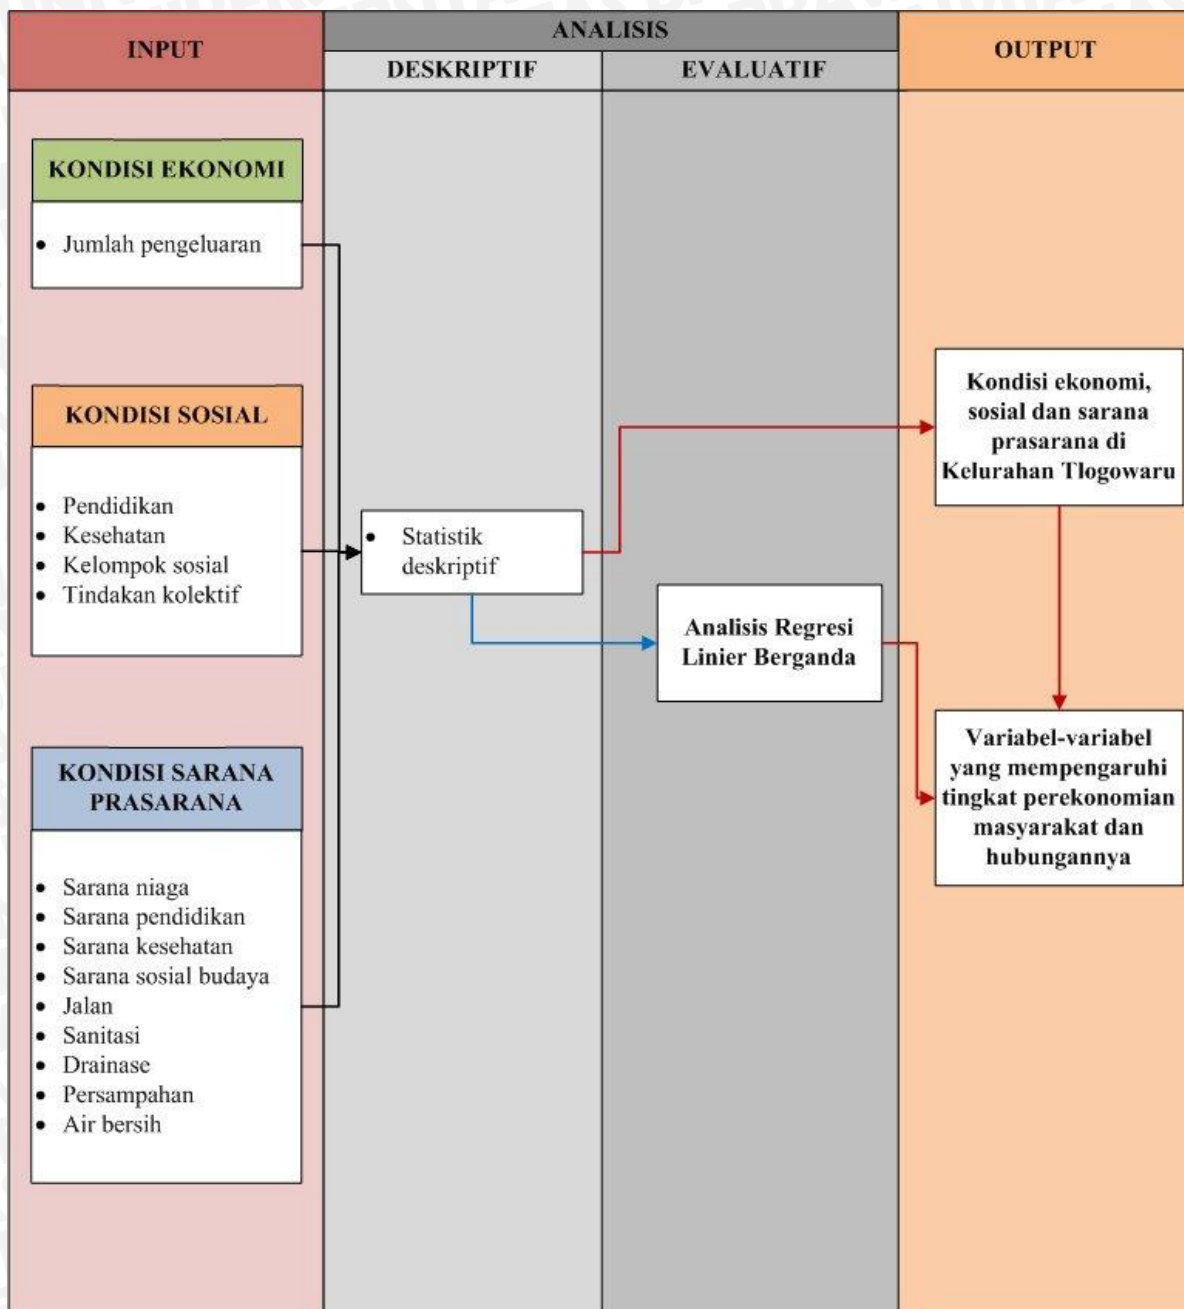 INPUT
ANALISIS
DESKRIPTIF
EVALUATIF
OUTPUT
KONDISI EKONOMI
• Jumlah pengeluaran
KONDISI SOSIAL
• Pendidikan
• Kesehatan
• Kelompok sosial
• Tindakan kolektif
KONDISI SARANA
PRASARANA
• Sarana niaga
• Sarana pendidikan
• Sarana kesehatan
• Sarana sosial budaya
• Jalan
• Sanitasi
• Drainase
• Persampahan
• Air bersih
• Statistik
deskriptif
Analisis Regresi
Linier Berganda
Kondisi ekonomi,
sosial dan sarana
prasarana di
Kelurahan Tlogowaru
Variabel-variabel
yang mempengaruhi
tingkat perekonomian
masyarakat dan
hubungannya